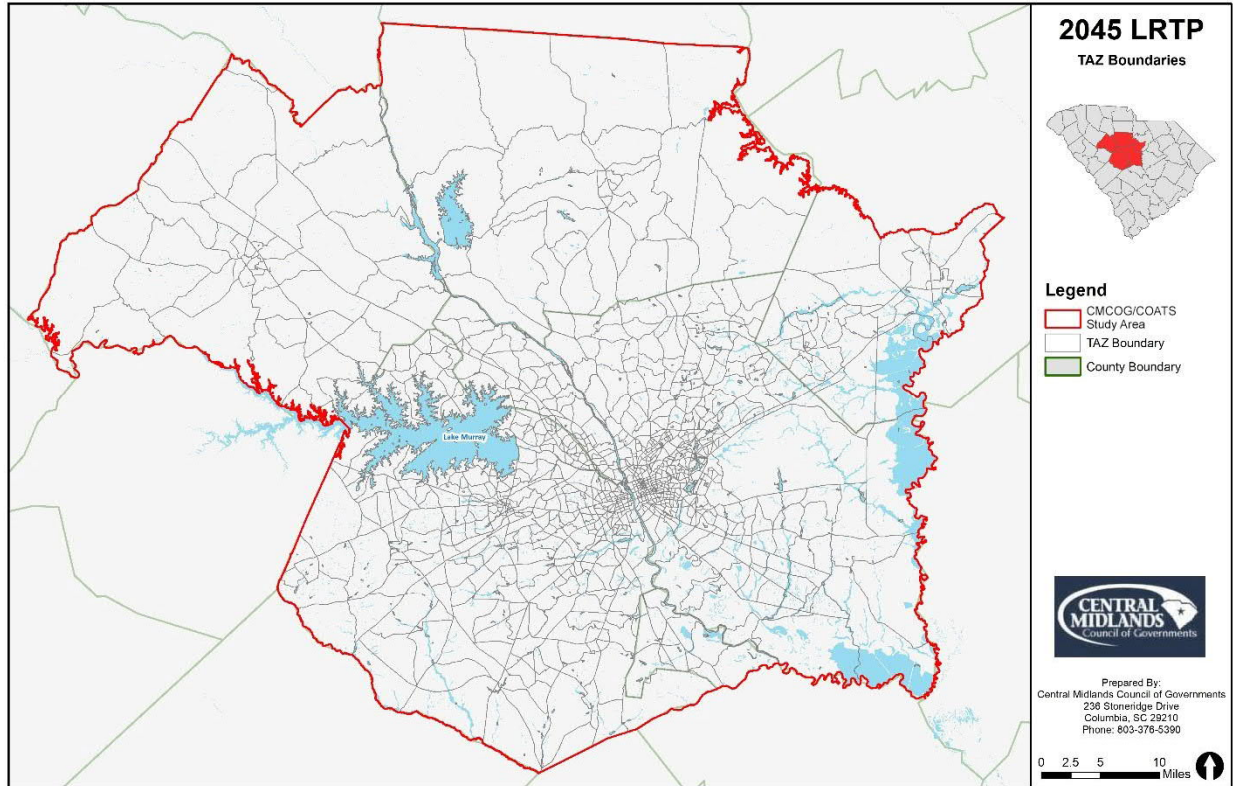 2045 LRTP
TAZ Boundaries
Legend
CMCOG/COATS
Study Area
TAZ Boundary
County Boundary
Lake Murray
CENTRAL
MIDLANDS
Council of Governments
Prepared By:
Central Midlands Council of Governments
236 Stoneridge Drive
Columbia, SC 29210
Phone: 803-376-5390
0 2.5 5 10
Miles